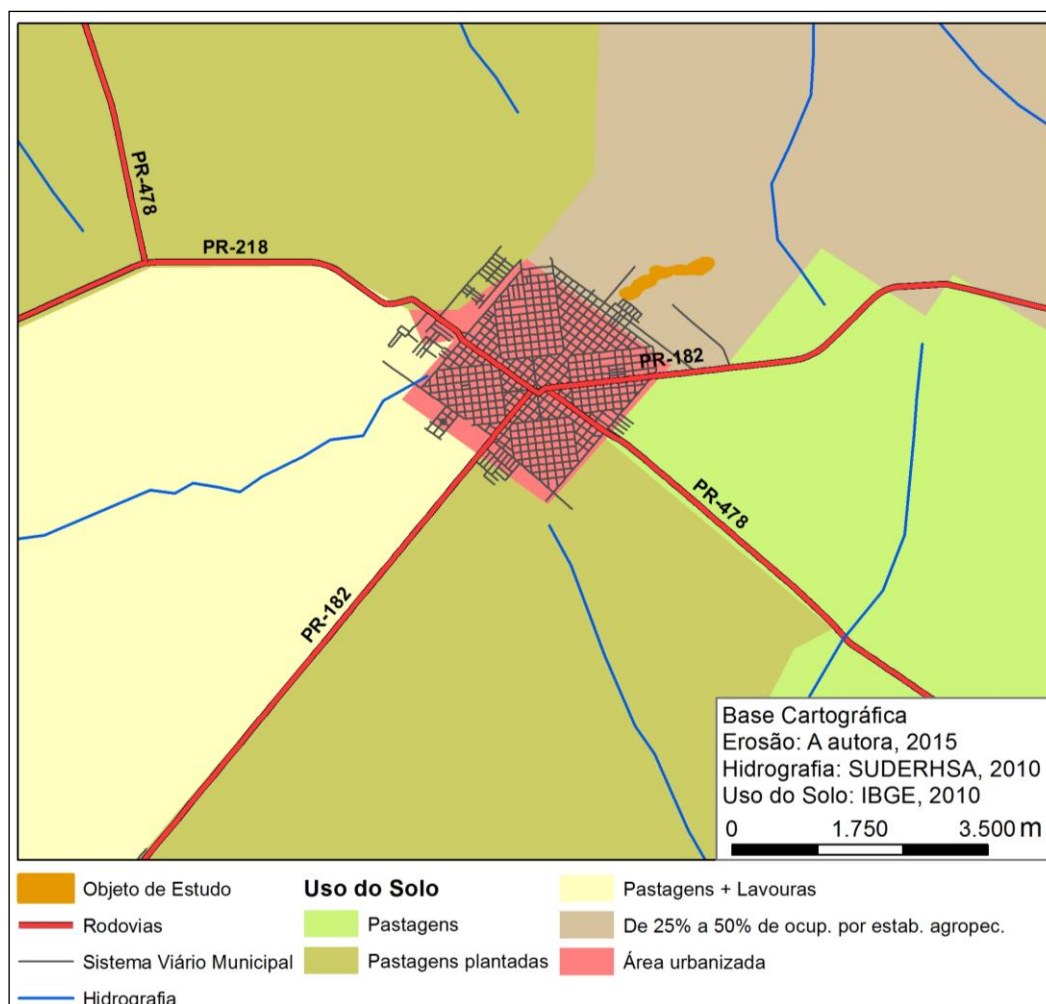 PR-478
PR-218
PR-182
PR-478
PR-182
Base Cartográfica
Erosão: A autora, 2015
Hidrografia: SUDERHSA, 2010
Uso do Solo: IBGE, 2010
0 1.750 3.500 m
Objeto de Estudo
Rodovias
Sistema Viário Municipal
Hidrografia
Uso do Solo
Pastagens
Pastagens plantadas
Pastagens + Lavouras
De 25% a 50% de ocup. por estab. agropec.
Área urbanizada